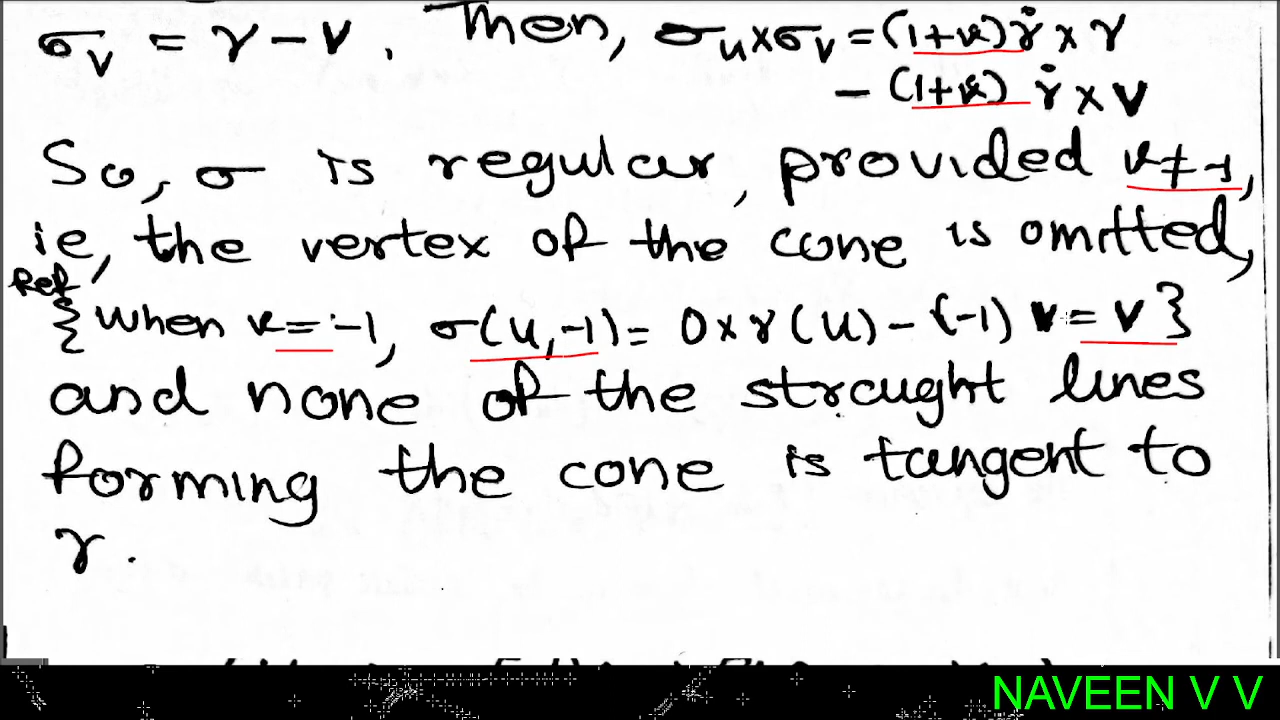 σ_v = γ − v. Then, σ_u×σ_v = (1+v) γ̇ × γ
− (1+v) γ̇ × v
So, σ is regular, provided v ≠ −1,
ie, the vertex of the cone is omitted,
Ref
{when v = −1, σ(u,−1) = 0×γ(u) − (−1) v = v}
and none of the straught lines
forming the cone is tangent to
γ.
NAVEEN V V